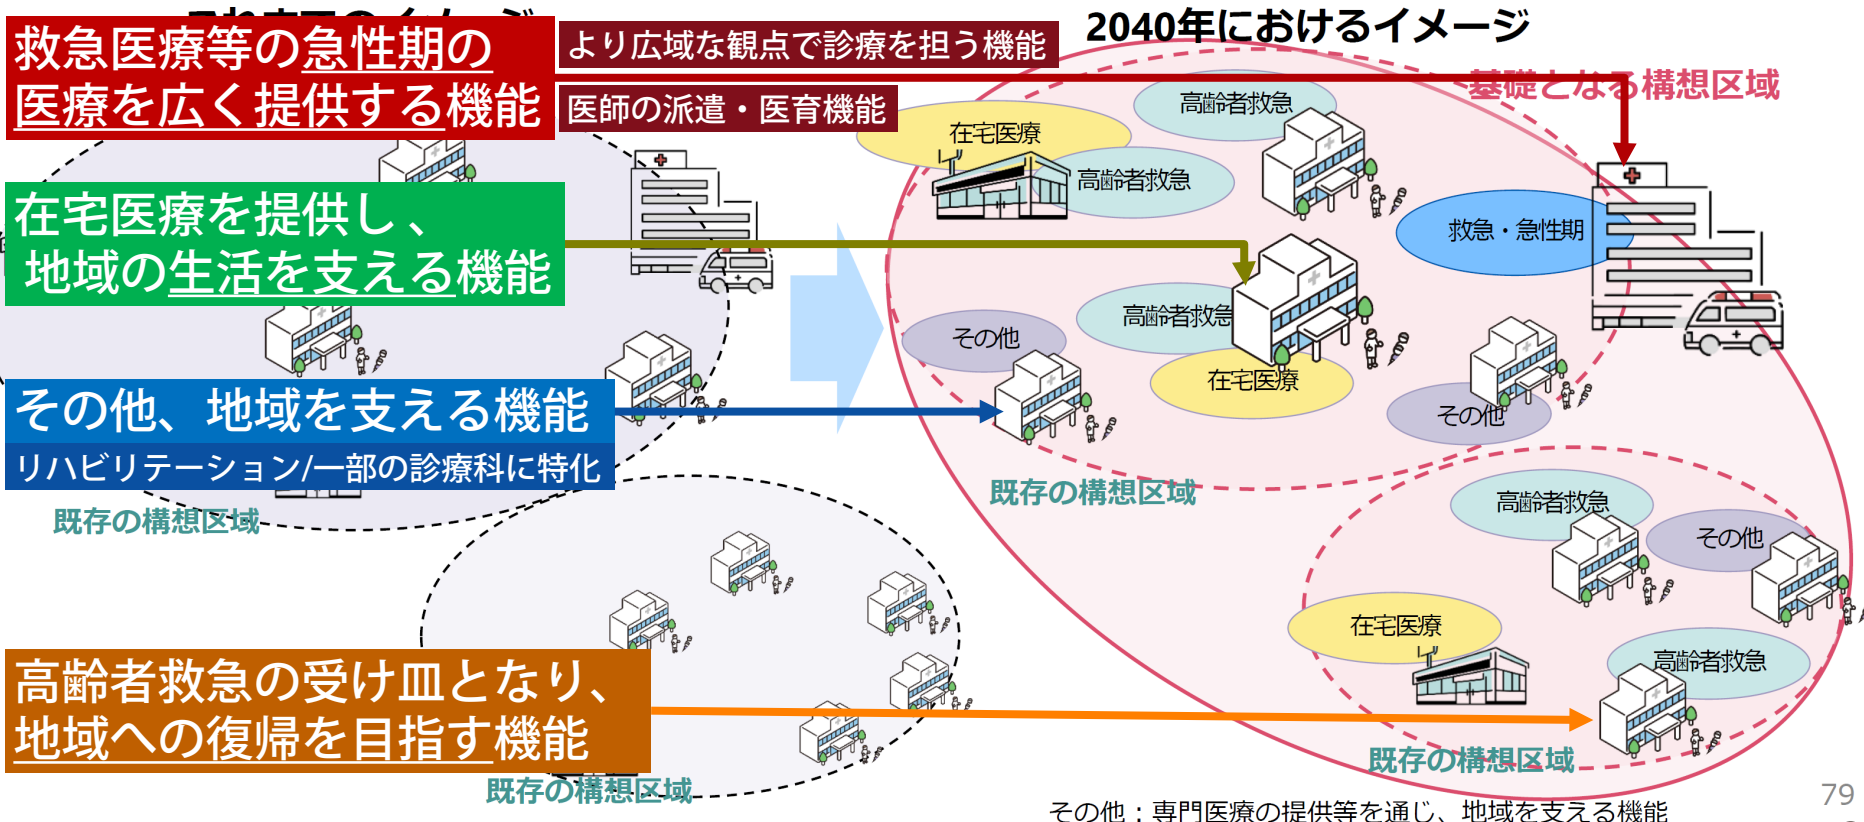 2040年におけるイメージ
救急医療等の急性期の
医療を広く提供する機能
より広域な観点で診療を担う機能
医師の派遣・医育機能
基礎となる構想区域
高齢者救急
在宅医療
高齢者救急
在宅医療を提供し、
地域の生活を支える機能
救急・急性期
高齢者救急
その他
在宅医療
その他、地域を支える機能
リハビリテーション/一部の診療科に特化
その他
既存の構想区域
既存の構想区域
高齢者救急
その他
在宅医療
高齢者救急
高齢者救急の受け皿となり、
地域への復帰を目指す機能
既存の構想区域
既存の構想区域
その他：専門医療の提供等を通じ、地域を支える機能
79